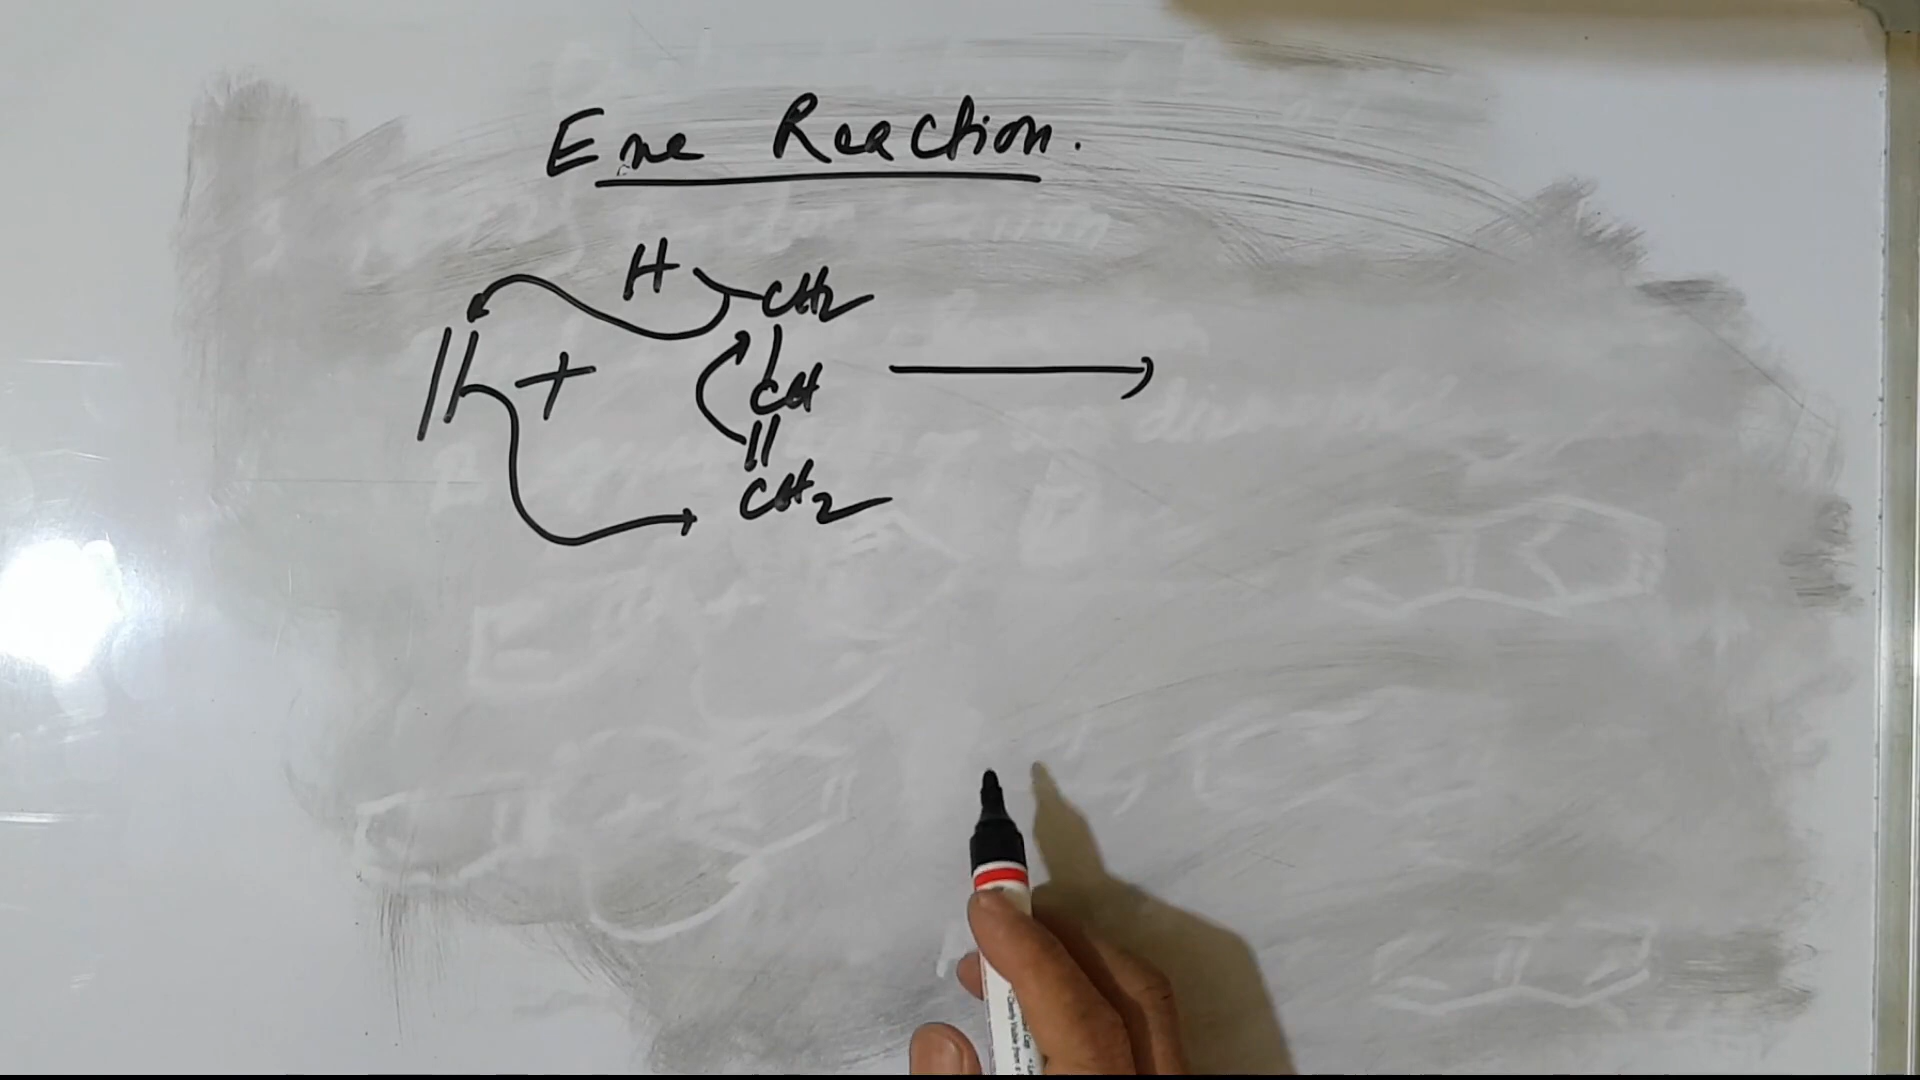 Ene Reaction.
H CH2
+ CH
CH2